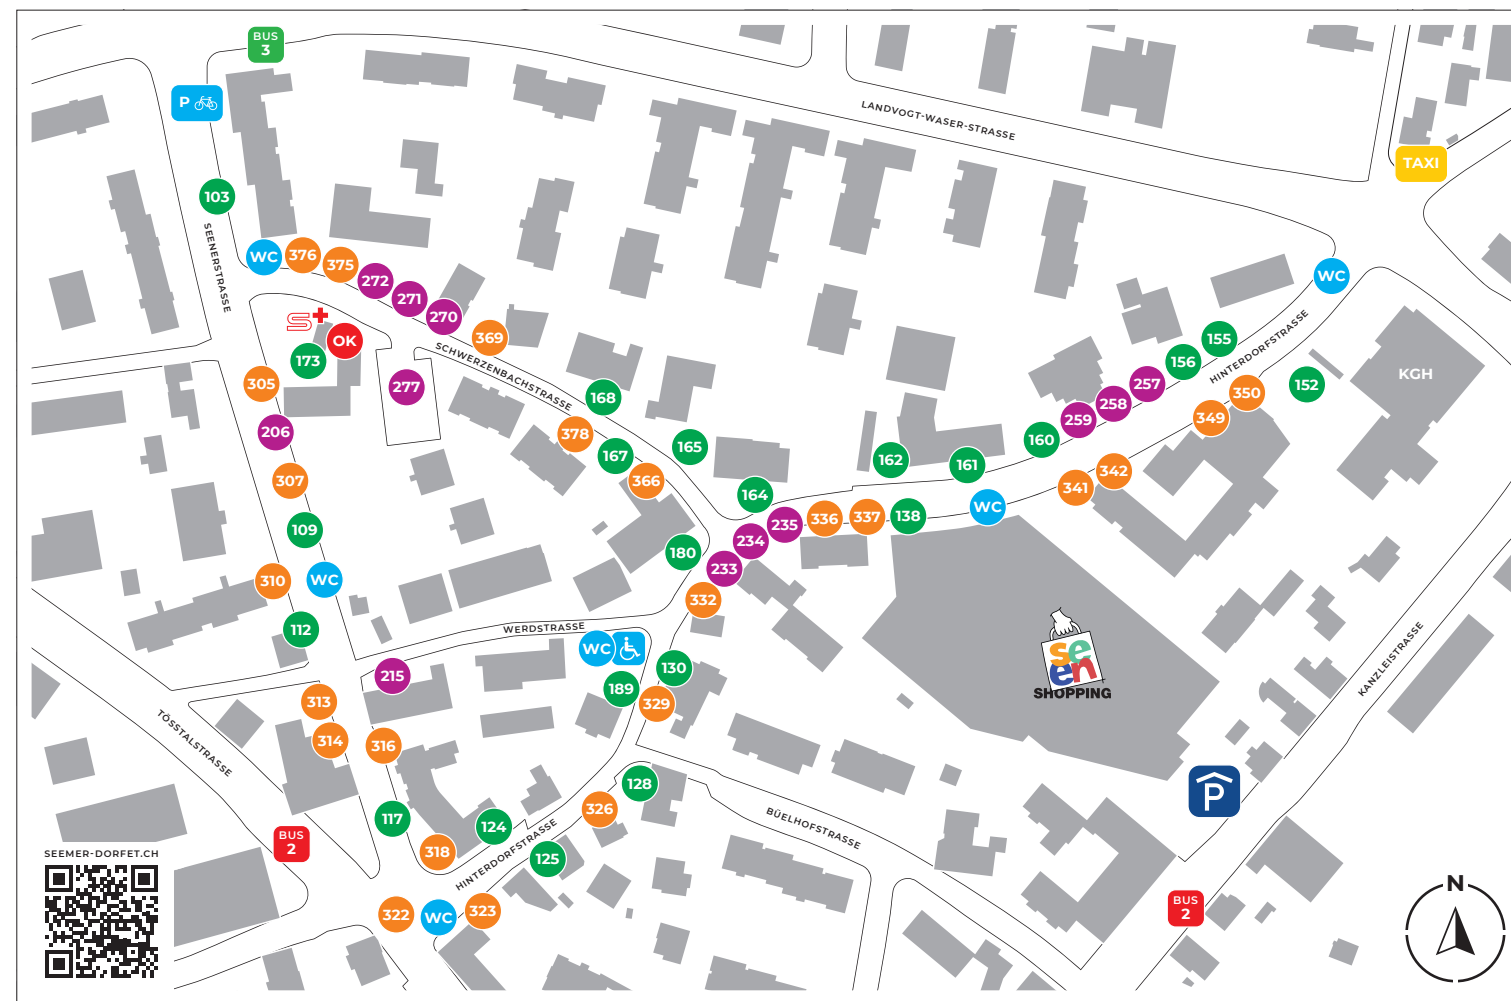 BUS
3
P
LANDVOGT-WASER-STRASSE
TAXI
103
SEENERSTRASSE
WC
376
375
272
271
270
369
WC
S+
OK
173
305
277
SCHWERZENBACHSTRASSE
168
206
378
167
165
366
307
109
310
WC
112
155
HINTERDORFSTRASSE
156
257
258
259
160
350
349
152
KGH
162
161
342
341
164
235
336
337
138
WC
234
180
233
332
WERDSTRASSE
WC
130
189
329
215
313
314
316
TÖSSTALSTRASSE
seen
SHOPPING
KANZLEISTRASSE
128
326
BÜELHOFSTRASSE
P
117
124
318
HINTERDORFSTRASSE
125
322
WC
323
BUS
2
SEEMER-DORFET.CH
BUS
2
N